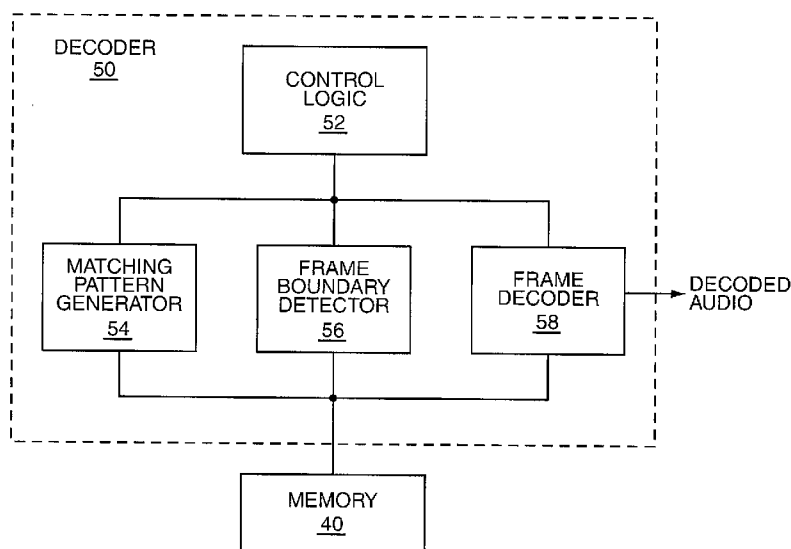 DECODER
50
CONTROL
LOGIC
52
MATCHING
PATTERN
GENERATOR
54
FRAME
BOUNDARY
DETECTOR
56
FRAME
DECODER
58
DECODED
AUDIO
MEMORY
40